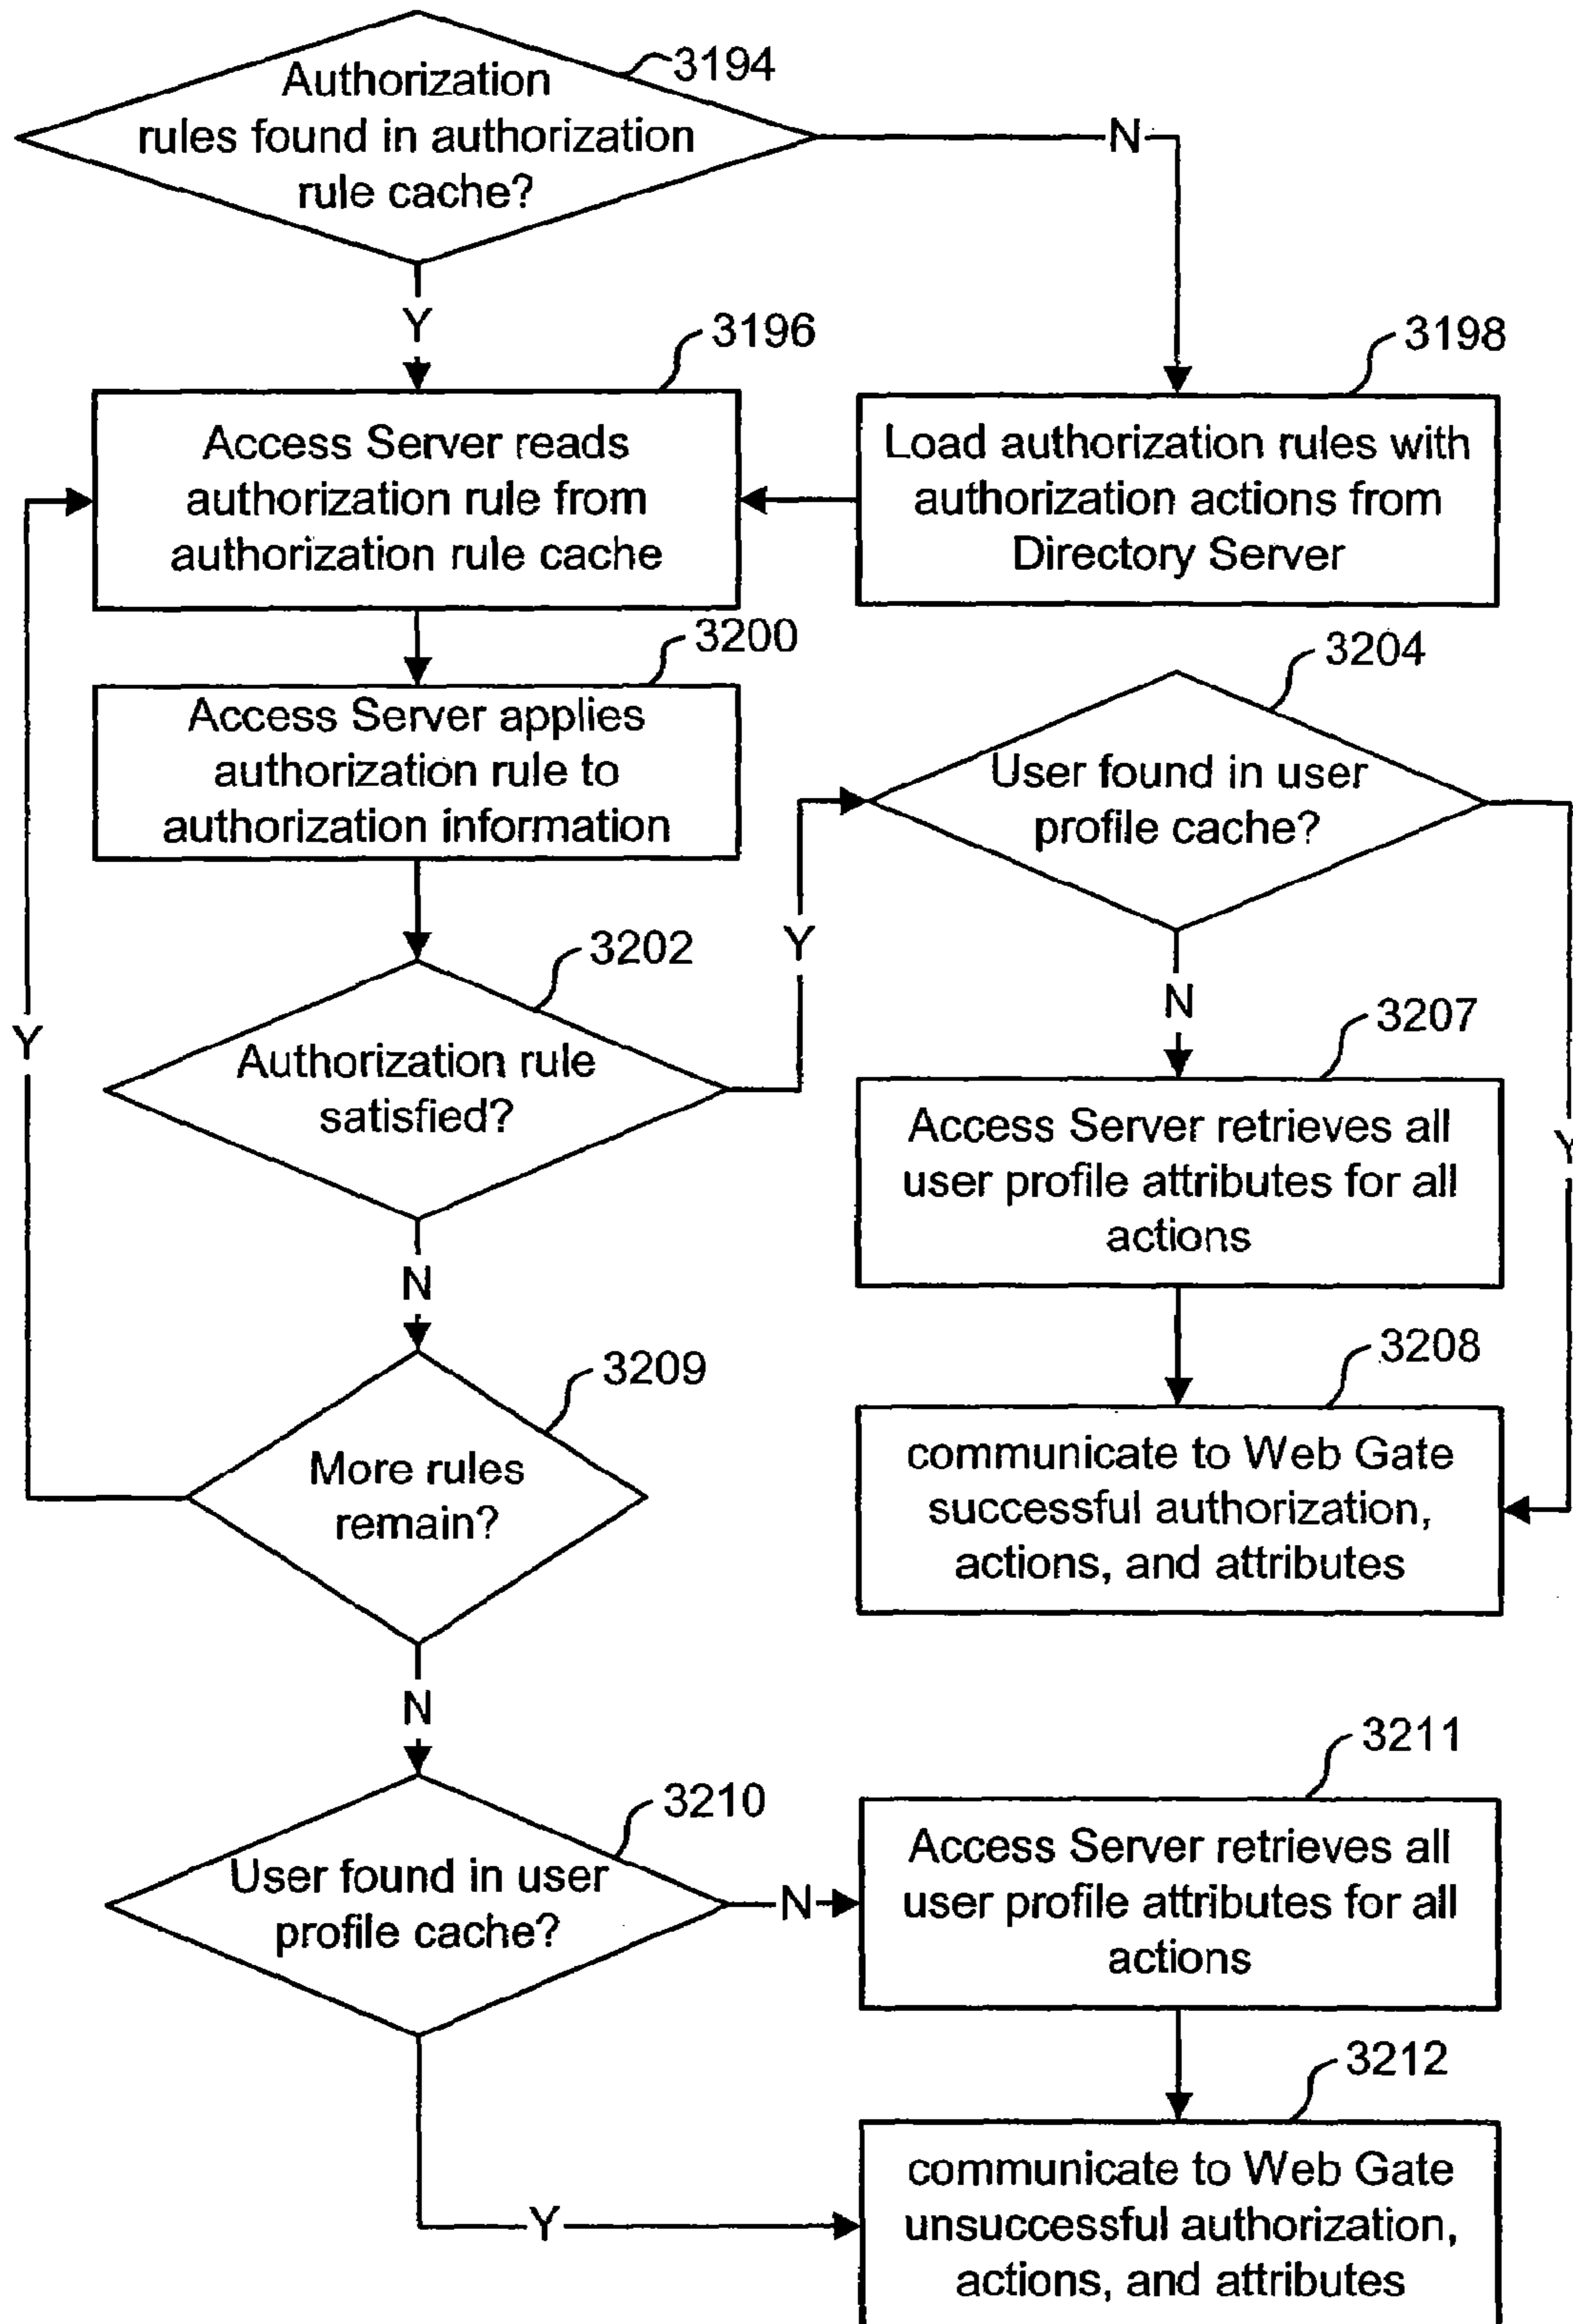 3194
Authorization
rules found in authorization
rule cache?
N
Y
3196
3198
Access Server reads
authorization rule from
authorization rule cache
Load authorization rules with
authorization actions from
Directory Server
3200
3204
Access Server applies
authorization rule to
authorization information
User found in user
profile cache?
Y
3202
N
3207
Y
Authorization rule
satisfied?
Access Server retrieves all
user profile attributes for all
actions
Y
N
3208
3209
communicate to Web Gate
successful authorization,
actions, and attributes
More rules
remain?
N
3211
3210
Access Server retrieves all
user profile attributes for all
actions
User found in user
profile cache?
N
3212
communicate to Web Gate
unsuccessful authorization,
actions, and attributes
Y